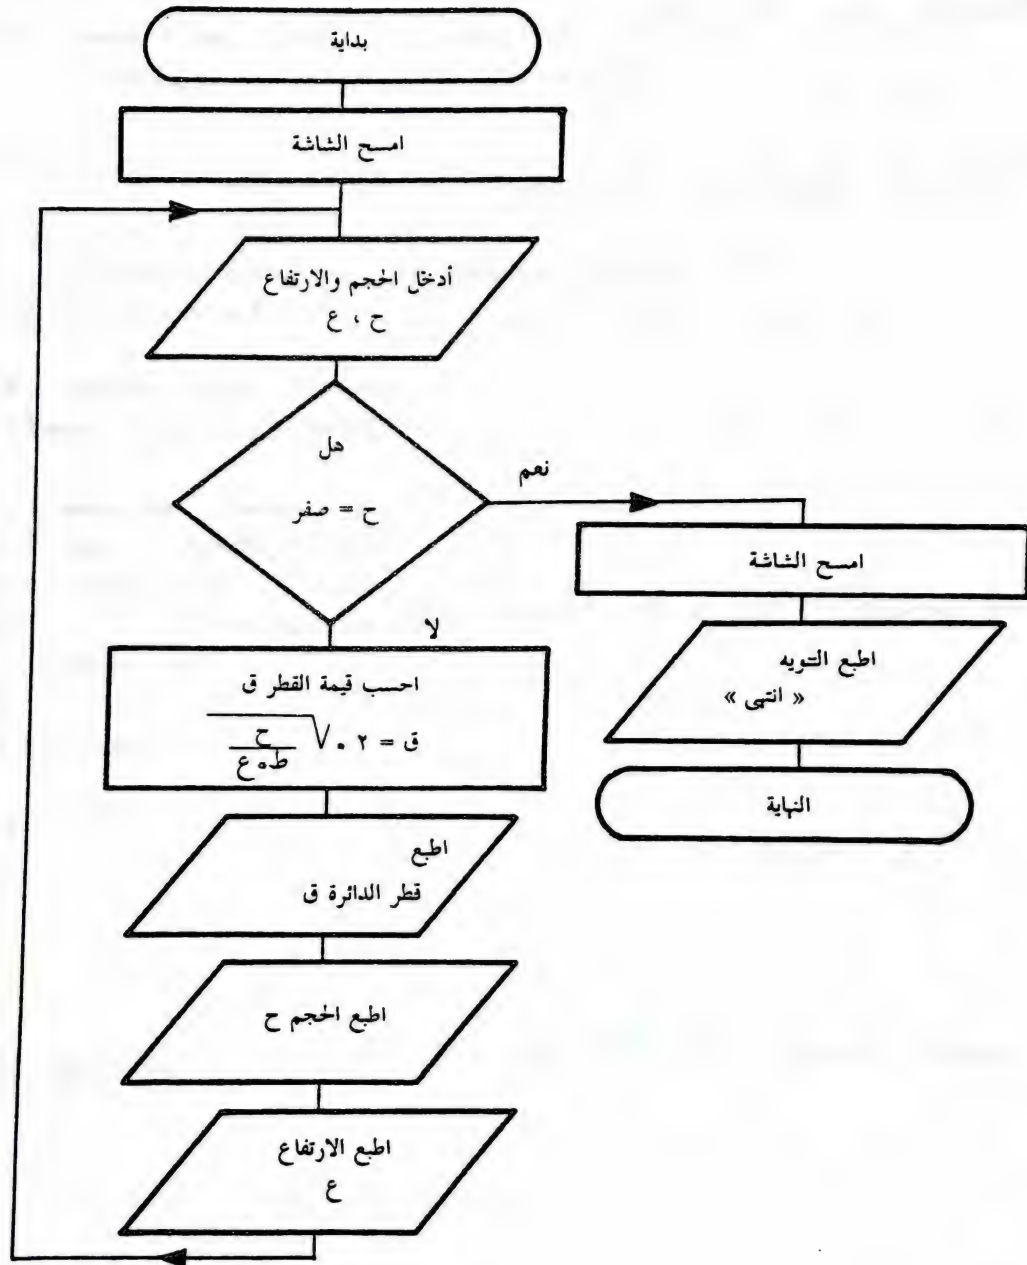 بداية
امسح الشاشة
أدخل الحجم والارتفاع
ح ، ع
هل
ح = صفر
نعم
لا
امسح الشاشة
اطبع التنويه
« انتهى »
النهاية
احسب قيمة القطر ق
ق = ٢ . √ ح / ط . ع
اطبع
قطر الدائرة ق
اطبع الحجم ح
اطبع الارتفاع
ع